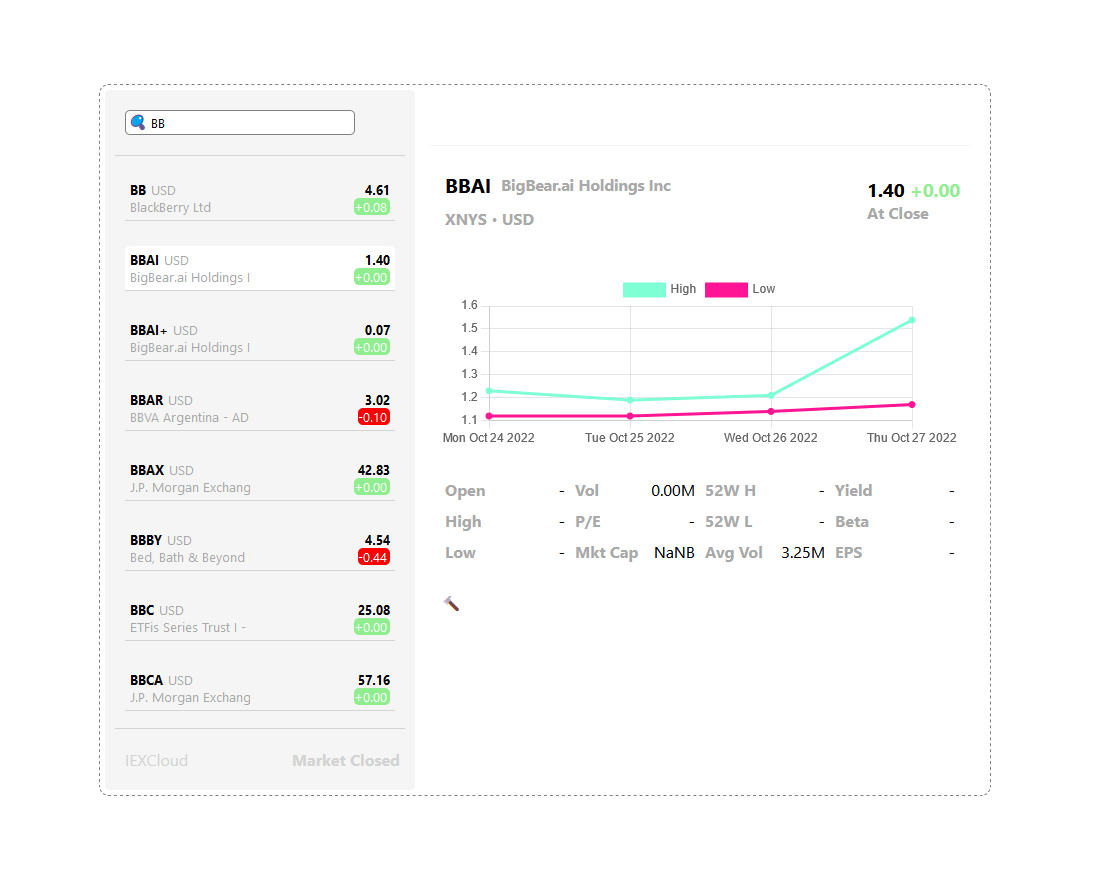 BB
BB USD 4.61
BlackBerry Ltd +0.08
BBAI USD 1.40
BigBear.ai Holdings I +0.00
BBAI+ USD 0.07
BigBear.ai Holdings I +0.00
BBAR USD 3.02
BBVA Argentina - AD -0.10
BBAX USD 42.83
J.P. Morgan Exchang +0.00
BBBY USD 4.54
Bed, Bath & Beyond -0.44
BBC USD 25.08
ETFis Series Trust I - +0.00
BBCA USD 57.16
J.P. Morgan Exchang +0.00
IEXCloud Market Closed
BBAI BigBear.ai Holdings Inc 1.40 +0.00
XNYS • USD At Close
High Low
1.6
1.5
1.4
1.3
1.2
1.1
Mon Oct 24 2022 Tue Oct 25 2022 Wed Oct 26 2022 Thu Oct 27 2022
Open - Vol 0.00M 52W H - Yield -
High - P/E - 52W L - Beta -
Low - Mkt Cap NaNB Avg Vol 3.25M EPS -